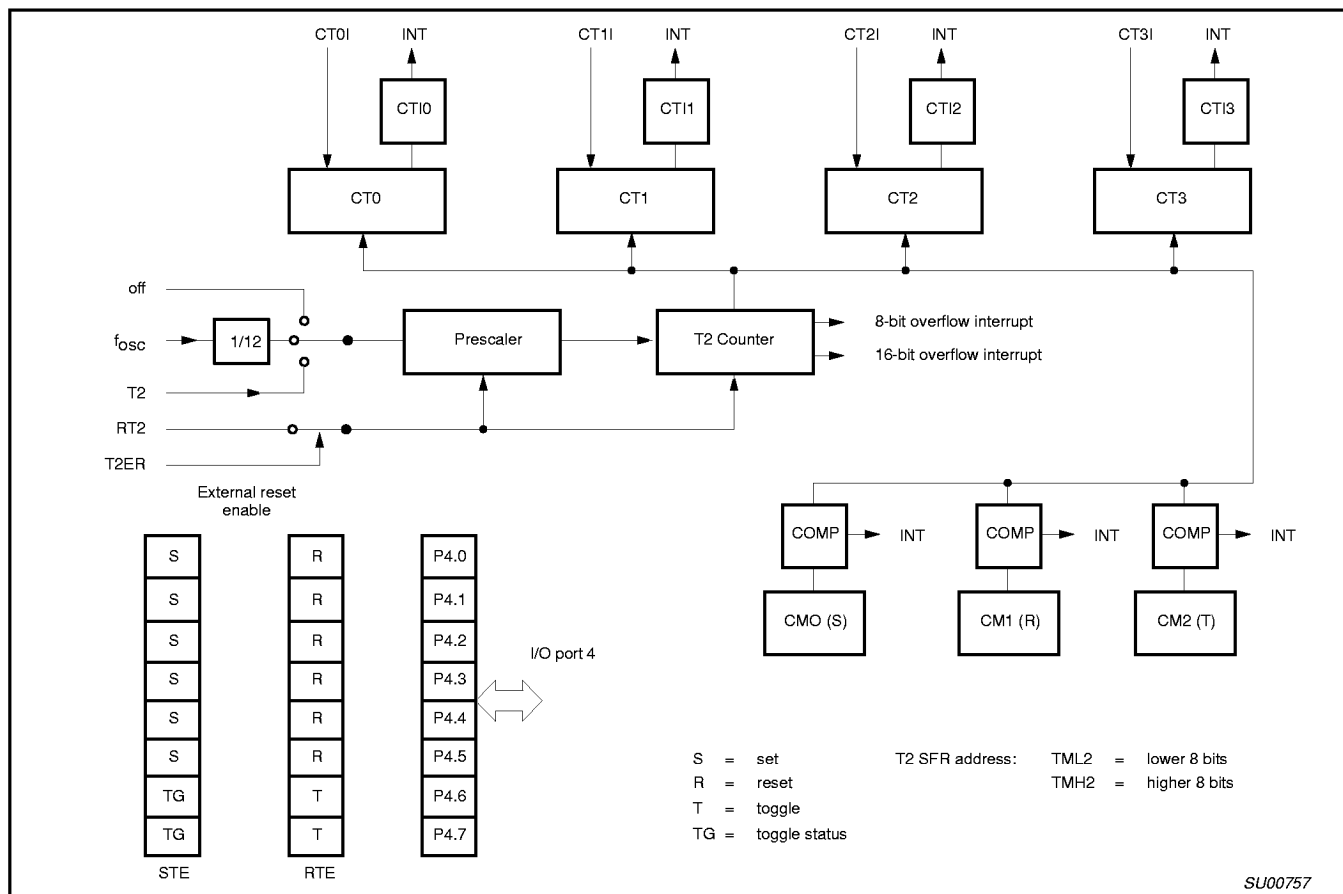 CT0I INT CT1I INT CT2I INT CT3I INT
CTI0 CTI1 CTI2 CTI3
CT0 CT1 CT2 CT3
off
fosc 1/12 Prescaler T2 Counter 8-bit overflow interrupt
16-bit overflow interrupt
T2
RT2
T2ER
External reset
enable
COMP INT COMP INT COMP INT
CMO (S) CM1 (R) CM2 (T)
S R P4.0
S R P4.1
S R P4.2
I/O port 4
S R P4.3
S R P4.4
S R P4.5
TG T P4.6
TG T P4.7
STE RTE
S = set T2 SFR address: TML2 = lower 8 bits
R = reset TMH2 = higher 8 bits
T = toggle
TG = toggle status
SU00757